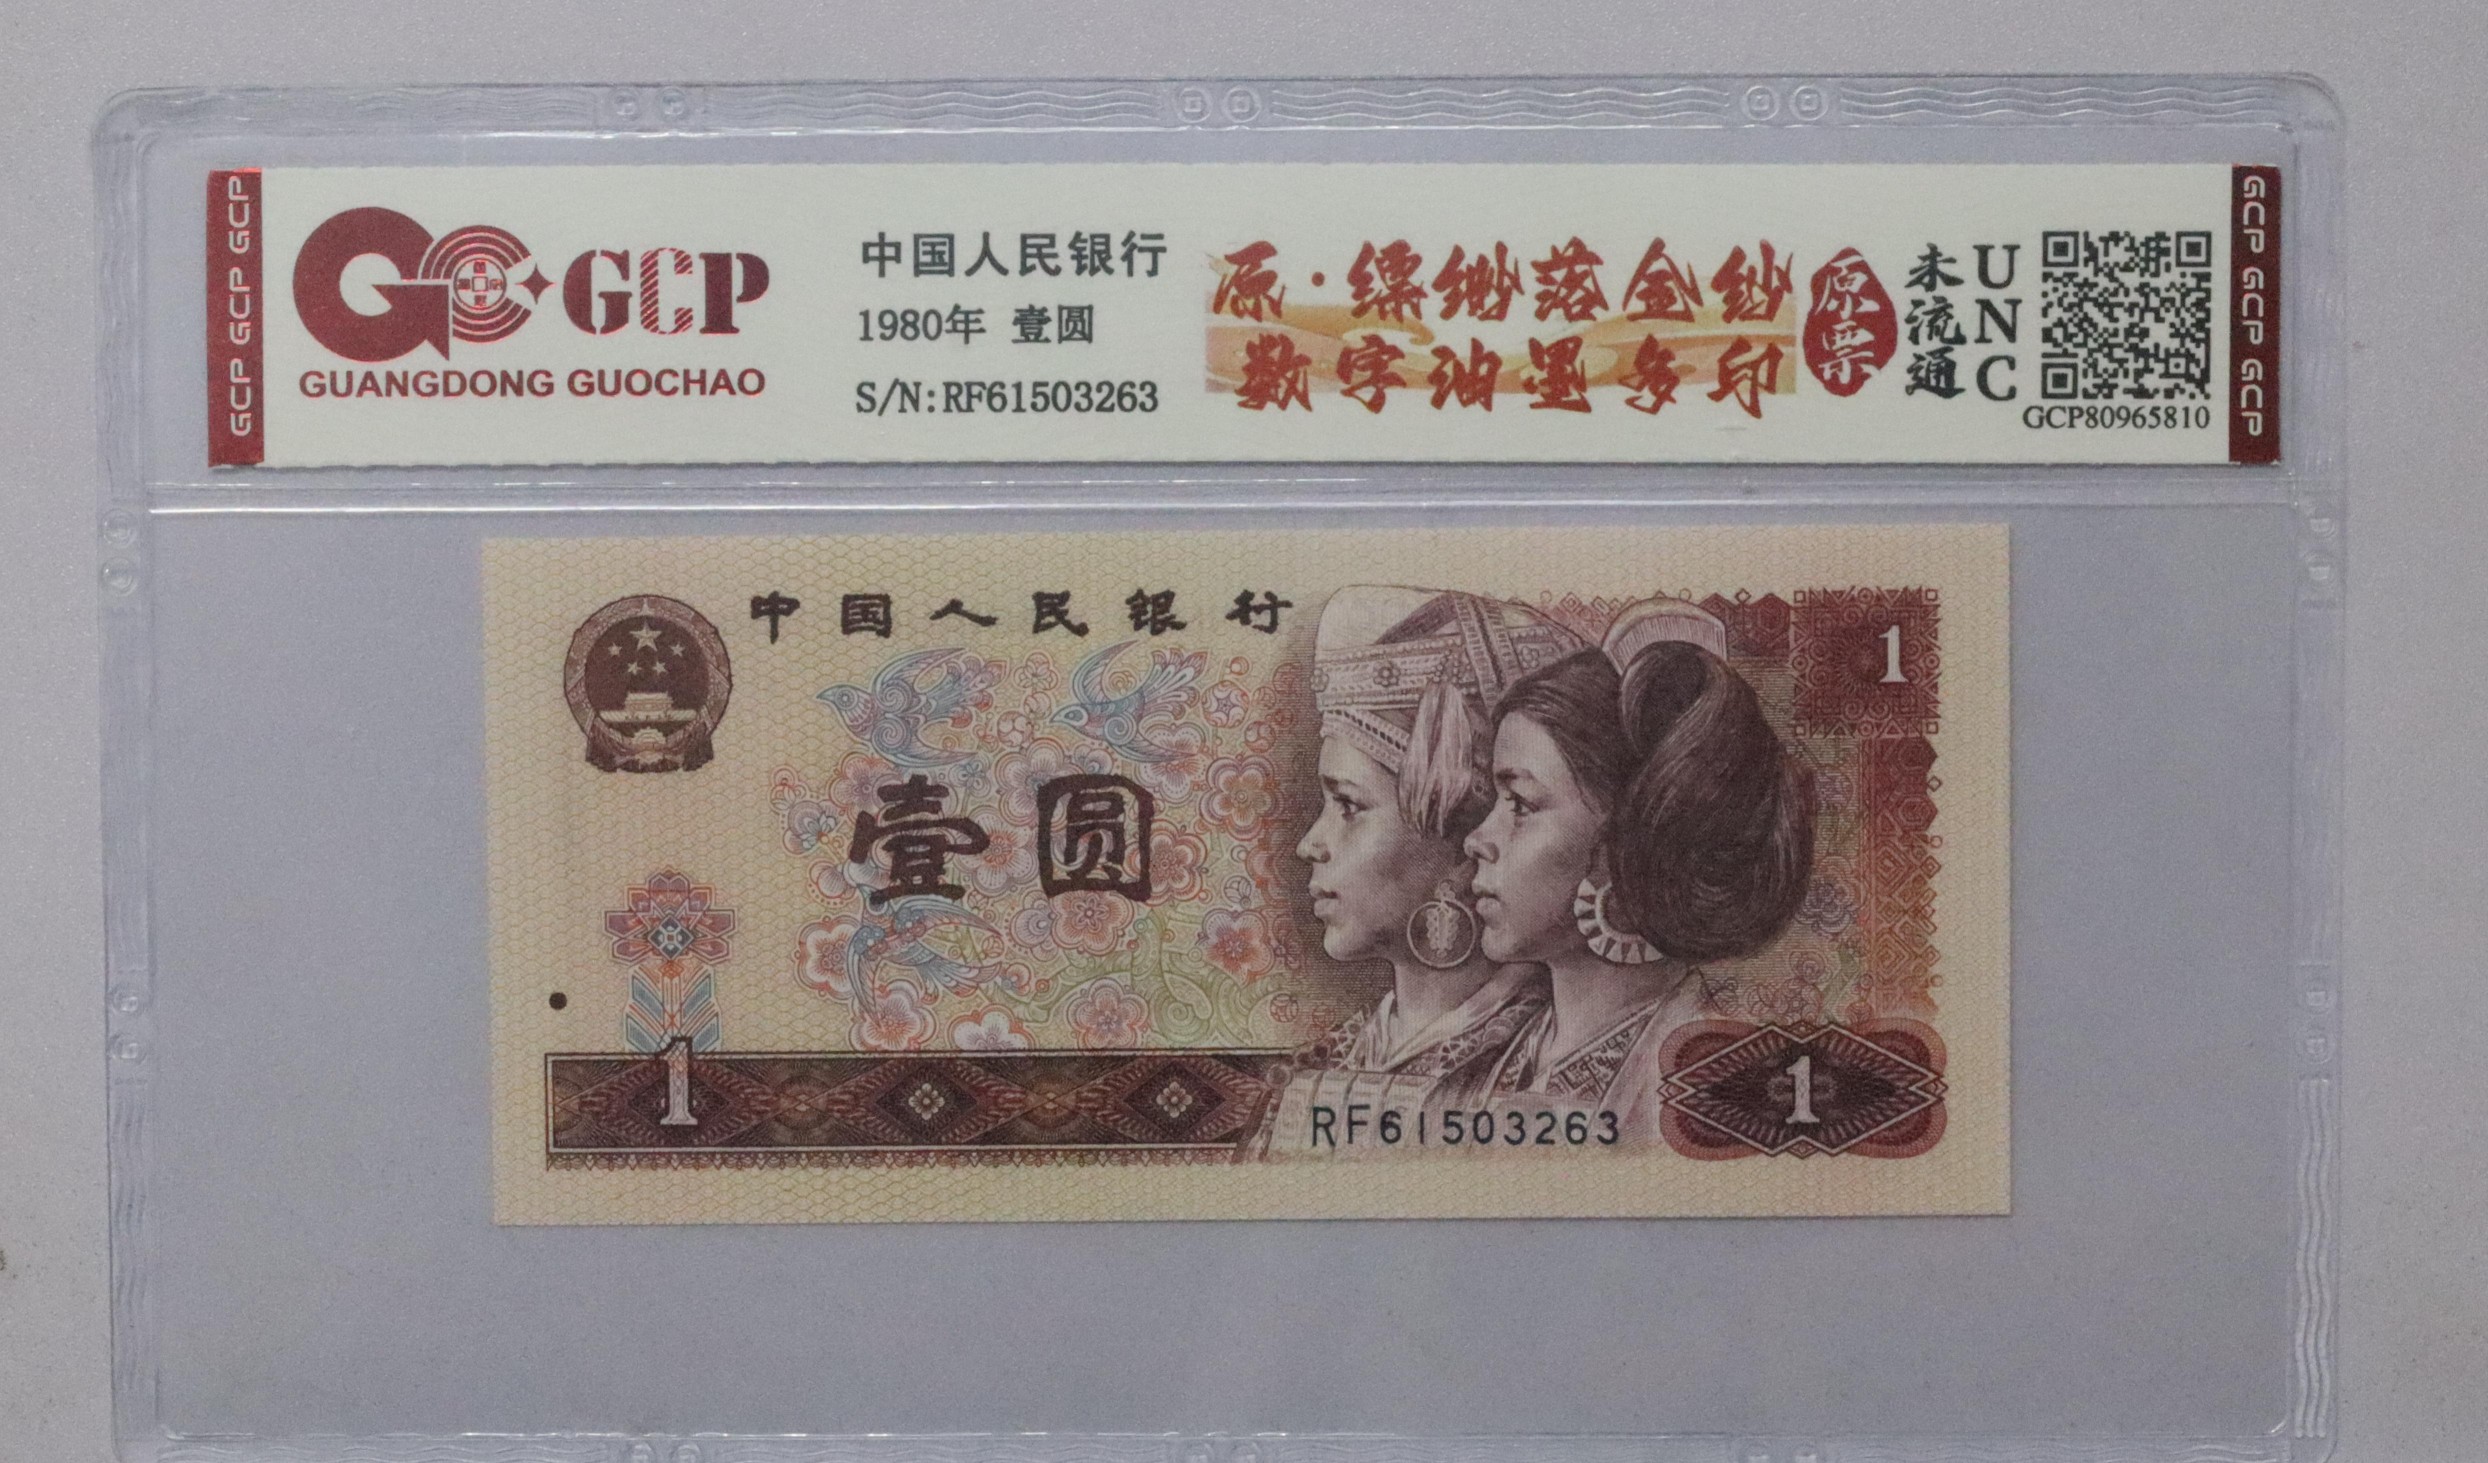 GCP GCP GCP
GCP
GUANGDONG GUOCHAO
中国人民银行
1980年 壹圆
S/N:RF61503263
原·缥缈落金纱
数字油墨多印
原票
未流通
UNC
GCP80965810
GCP GCP GCP
中国人民银行
1
壹圆
1
1
RF61503263